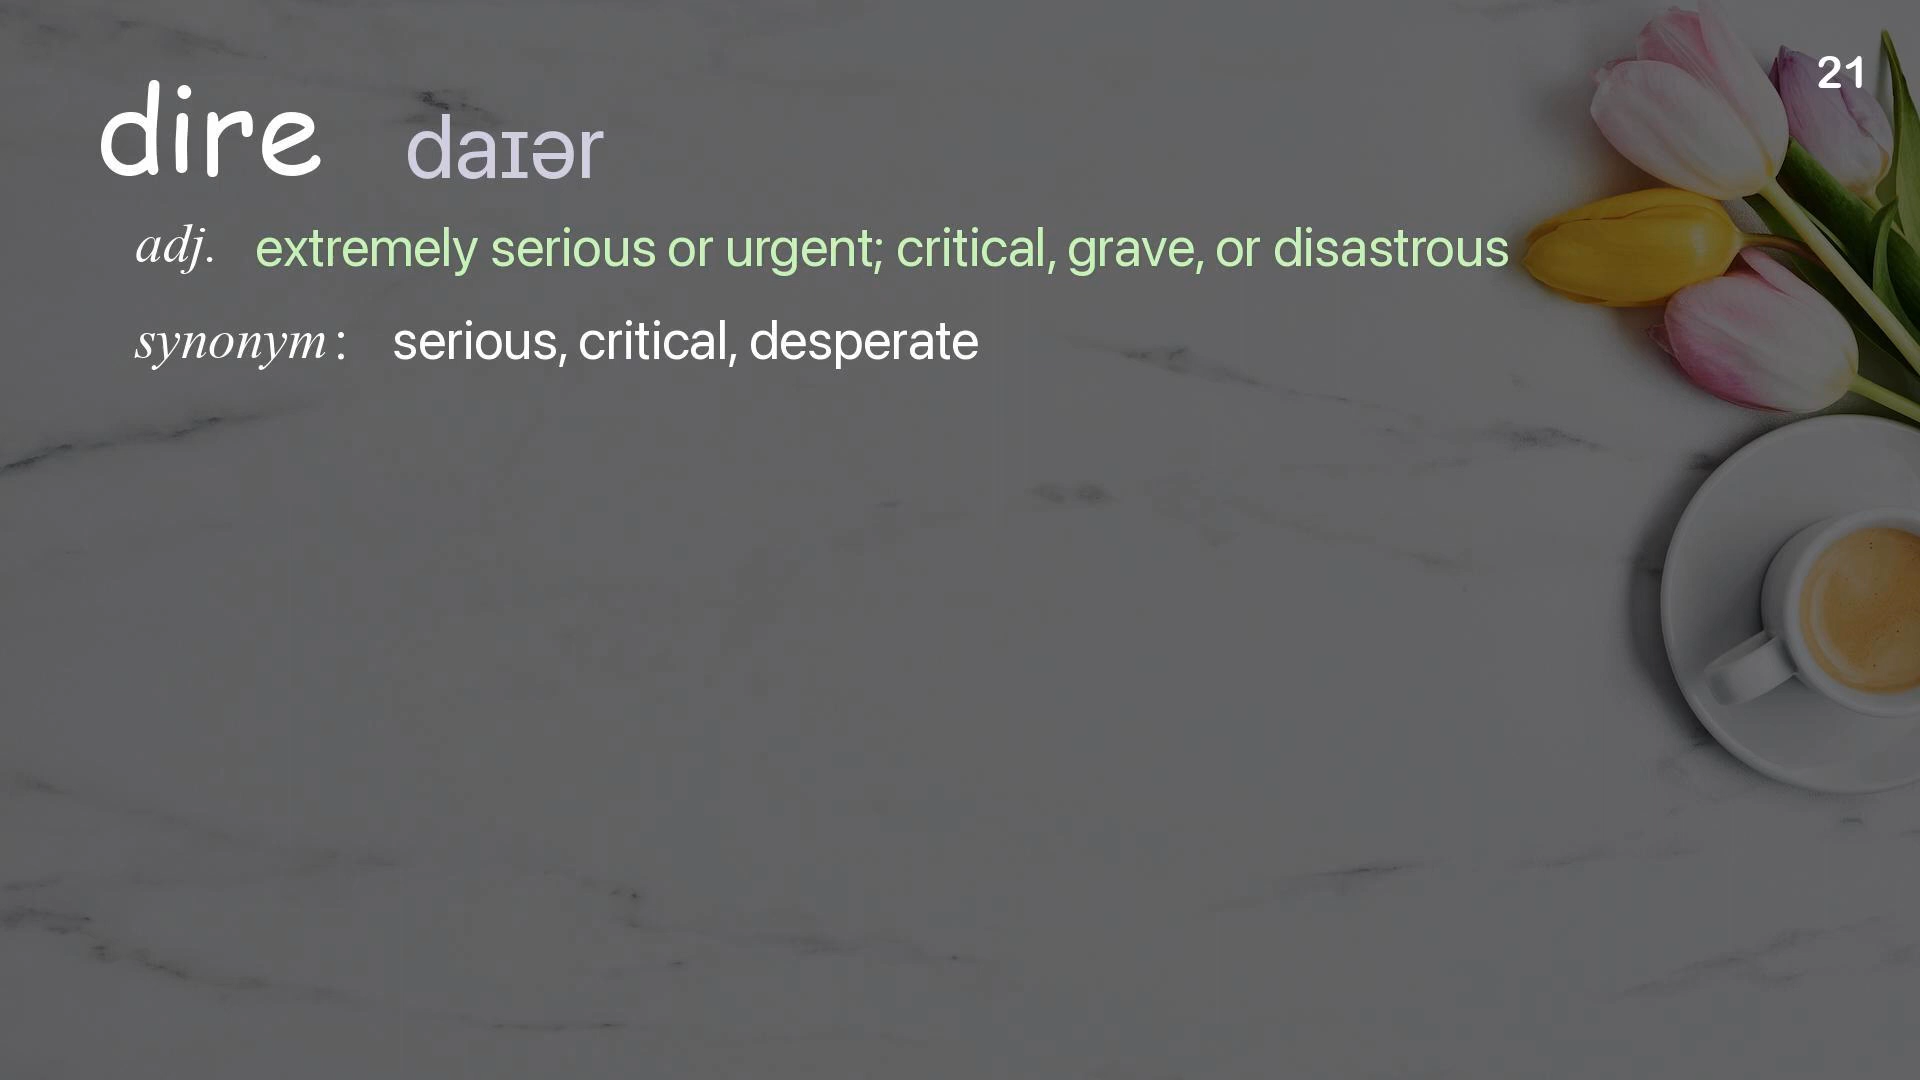 21
dire daɪər
adj. extremely serious or urgent; critical, grave, or disastrous
synonym : serious, critical, desperate